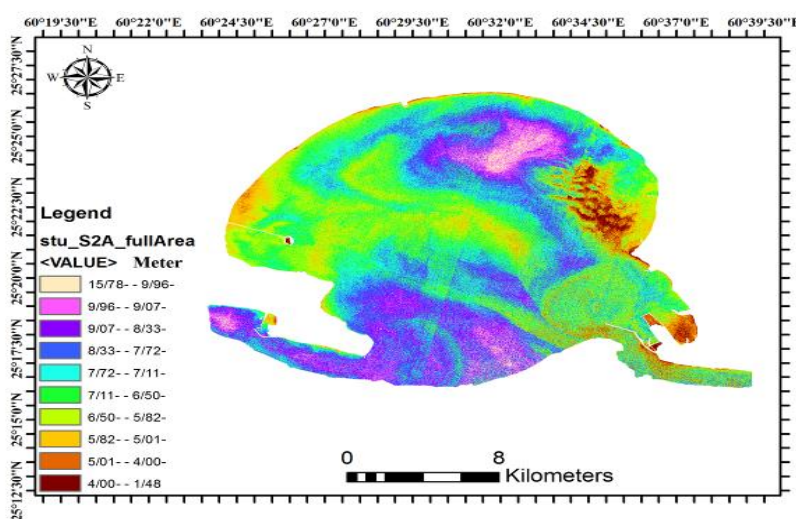 60°19'30"E 60°22'0"E 60°24'30"E 60°27'0"E 60°29'30"E 60°32'0"E 60°34'30"E 60°37'0"E 60°39'30"E
25°27'30"N
25°25'0"N
25°22'30"N
25°20'0"N
25°17'30"N
25°15'0"N
25°12'30"N
N
W E
S
Legend
stu_S2A_fullArea
<VALUE> Meter
15/78- - 9/96-
9/96- - 9/07-
9/07- - 8/33-
8/33- - 7/72-
7/72- - 7/11-
7/11- - 6/50-
6/50- - 5/82-
5/82- - 5/01-
5/01- - 4/00-
4/00- - 1/48
0 8
Kilometers